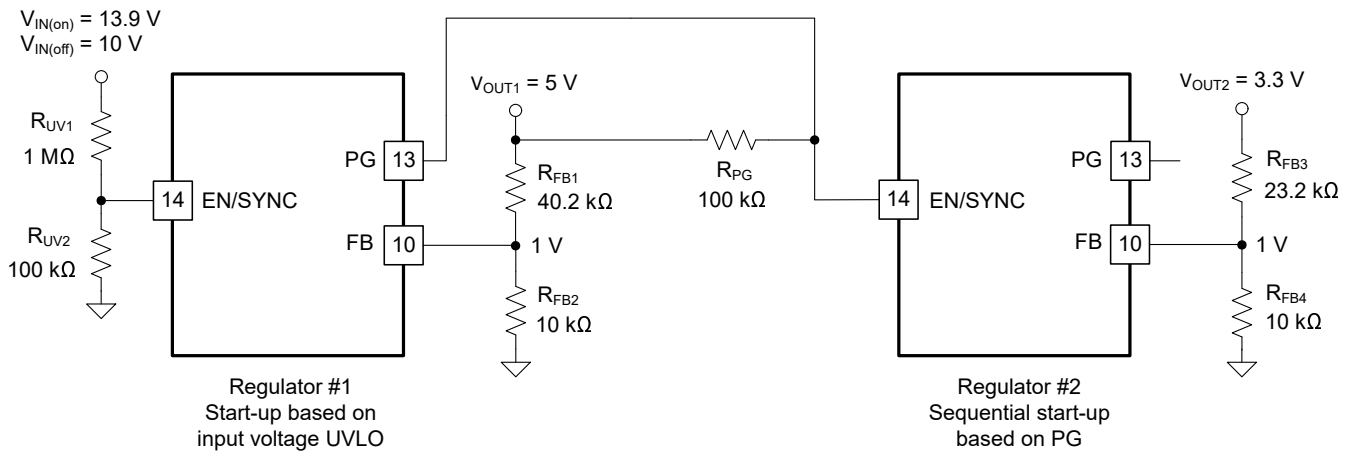 VIN(on) = 13.9 V
VIN(off) = 10 V
RUV1
1 MΩ
RUV2
100 kΩ
14
EN/SYNC
PG
13
FB
10
VOUT1 = 5 V
RFB1
40.2 kΩ
1 V
RFB2
10 kΩ
RPG
100 kΩ
14
EN/SYNC
PG
13
FB
10
VOUT2 = 3.3 V
RFB3
23.2 kΩ
1 V
RFB4
10 kΩ
Regulator #1
Start-up based on
input voltage UVLO
Regulator #2
Sequential start-up
based on PG